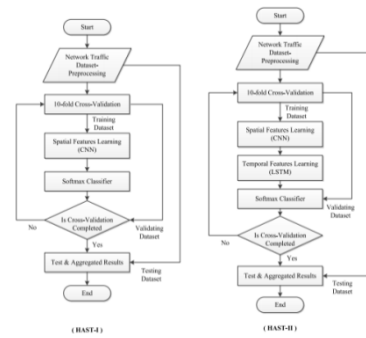 Start
Network Traffic
Dataset-
Preprocessing
10-fold Cross-Validation
Training
Dataset
Spatial Features Learning
(CNN)
Softmax Classifier
Is Cross-Validation
Completed
No
Validating
Dataset
Yes
Test & Aggregated Results
Testing
Dataset
End
( HAST-I )
Start
Network Traffic
Dataset-
Preprocessing
10-fold Cross-Validation
Training
Dataset
Spatial Features Learning
(CNN)
Temporal Features Learning
(LSTM)
Softmax Classifier
No
Validating
Dataset
Is Cross-Validation
Completed
Yes
Test & Aggregated Results
Testing
Dataset
End
( HAST-II )